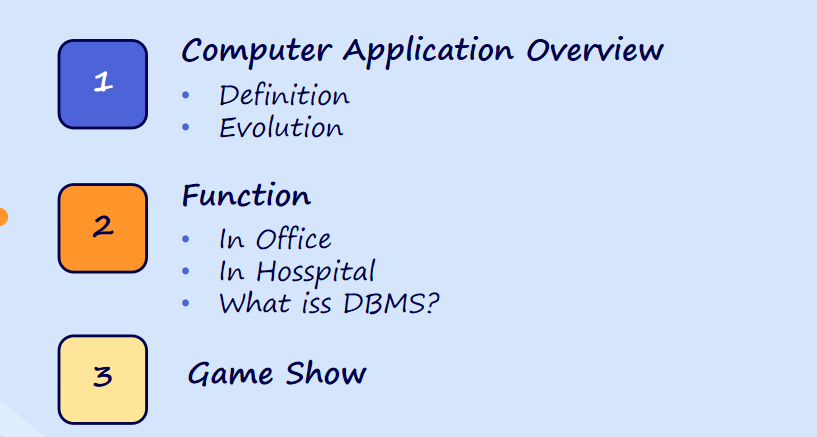 1
Computer Application Overview
• Definition
• Evolution
2
Function
• In Office
• In Hosspital
• What iss DBMS?
3
Game Show